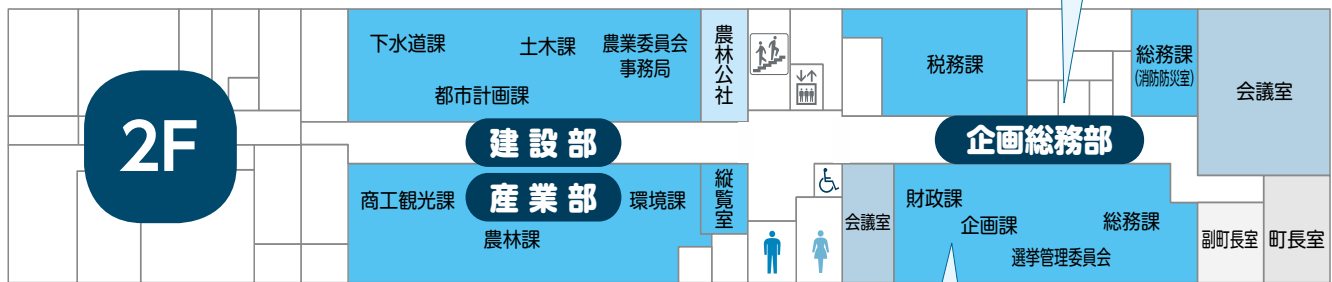 2F
下水道課
土木課
農業委員会
事務局
都市計画課
農林公社
建設部
産業部
商工観光課
環境課
農林課
縦覧室
税務課
総務課
(消防防災室)
会議室
企画総務部
会議室
財政課
企画課
総務課
選挙管理委員会
副町長室
町長室